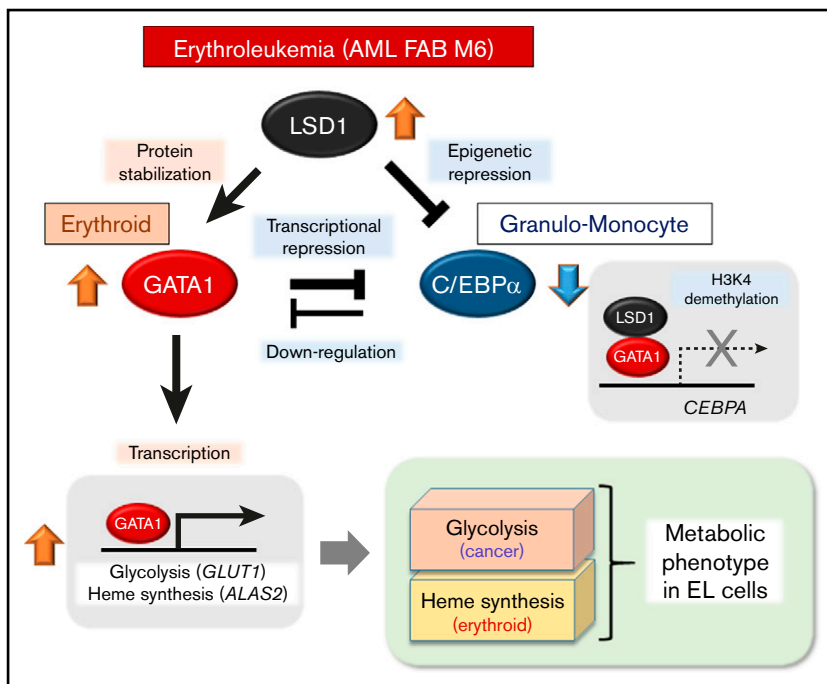 Erythroleukemia (AML FAB M6)
LSD1
Protein
stabilization
Epigenetic
repression
Erythroid
Transcriptional
repression
Granulo-Monocyte
GATA1
C/EBPα
Down-regulation
H3K4
demethylation
LSD1
GATA1
X
CEBPA
Transcription
GATA1
Glycolysis (GLUT1)
Heme synthesis (ALAS2)
Glycolysis
(cancer)
Heme synthesis
(erythroid)
Metabolic
phenotype
in EL cells